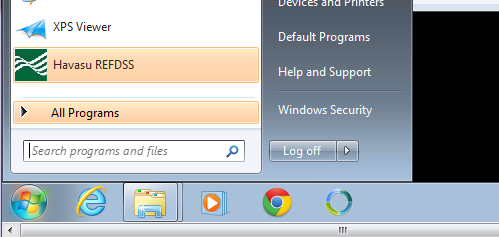 Devices and Printers
XPS Viewer
Default Programs
Havasu REFDSS
Help and Support
All Programs
Windows Security
Search programs and files
Log off